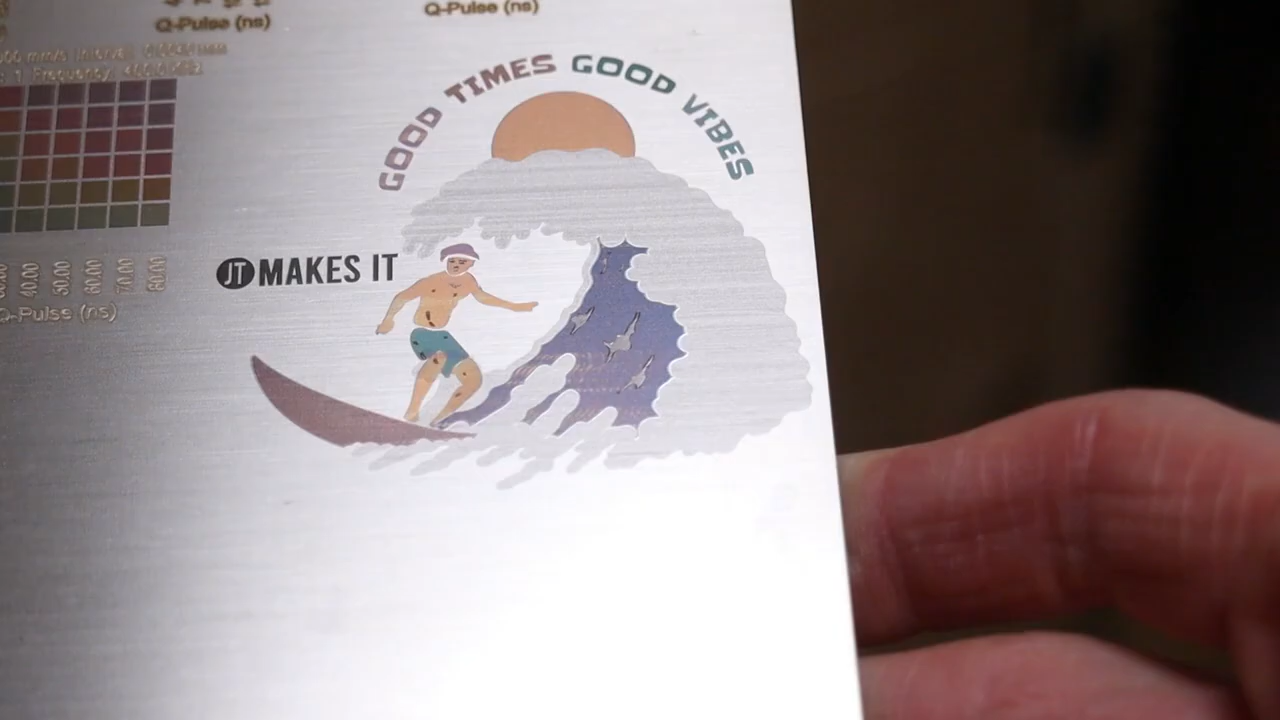 Q-Pulse (ns)
Q-Pulse (ns)
GOOD TIMES GOOD VIBES
JT MAKES IT
40.00 50.00 60.00 70.00 80.00
Q-Pulse (ns)